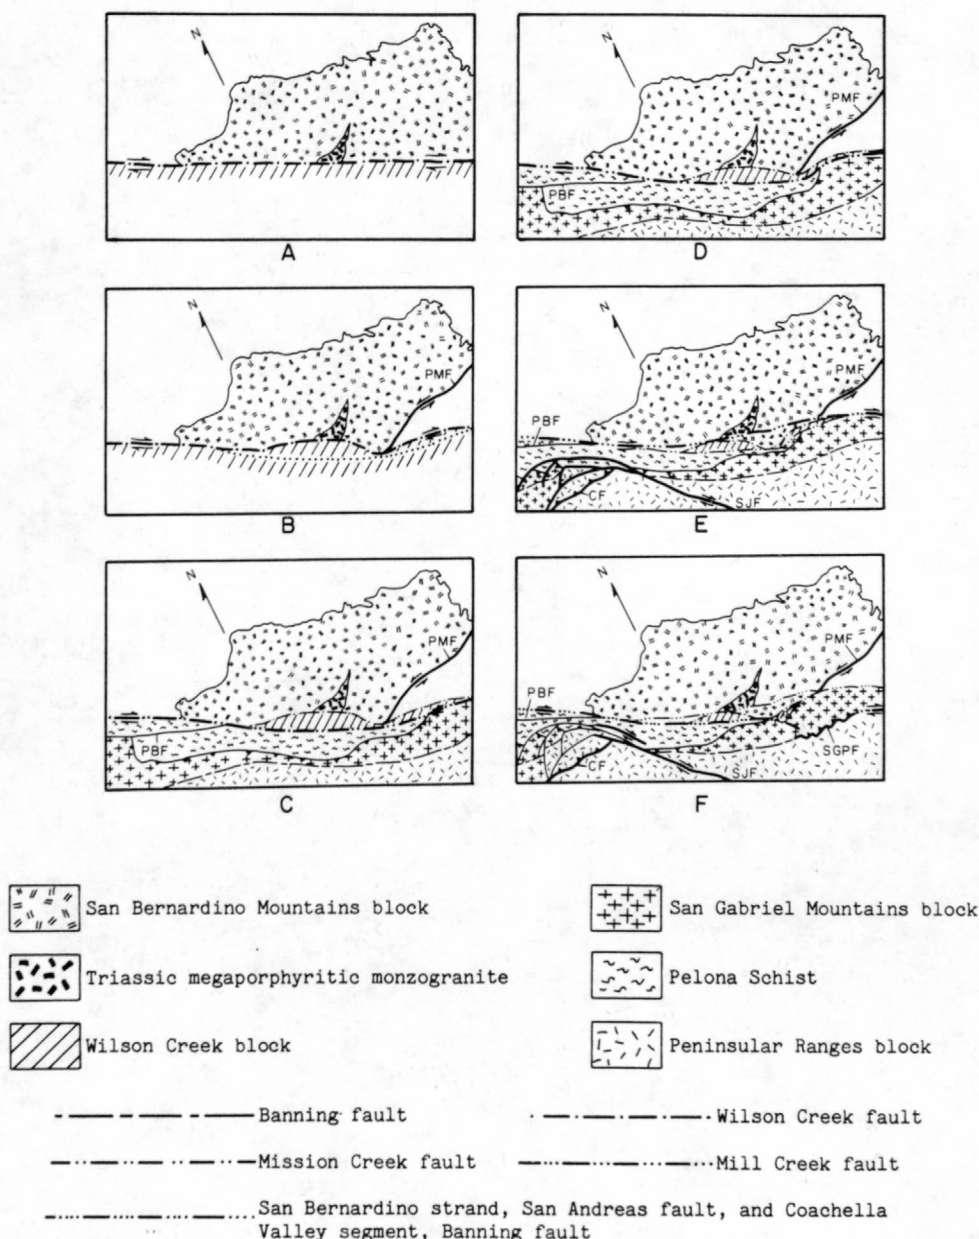 N
A
N
PMF
PBF
D
N
PMF
B
N
PMF
PBF
CF
SJF
E
N
PMF
PBF
C
N
PMF
PBF
CF
SJF
SGPF
F
San Bernardino Mountains block
San Gabriel Mountains block
Triassic megaporphyritic monzogranite
Pelona Schist
Wilson Creek block
Peninsular Ranges block
Banning fault
Wilson Creek fault
Mission Creek fault
Mill Creek fault
San Bernardino strand, San Andreas fault, and Coachella
Valley segment, Banning fault